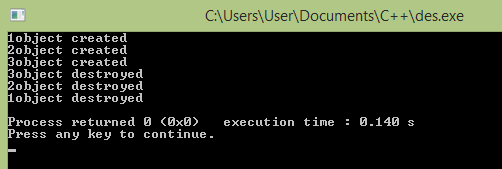 C:\Users\User\Documents\C++\des.exe
1object created
2object created
3object created
3object destroyed
2object destroyed
1object destroyed
Process returned 0 (0x0)   execution time : 0.140 s
Press any key to continue.